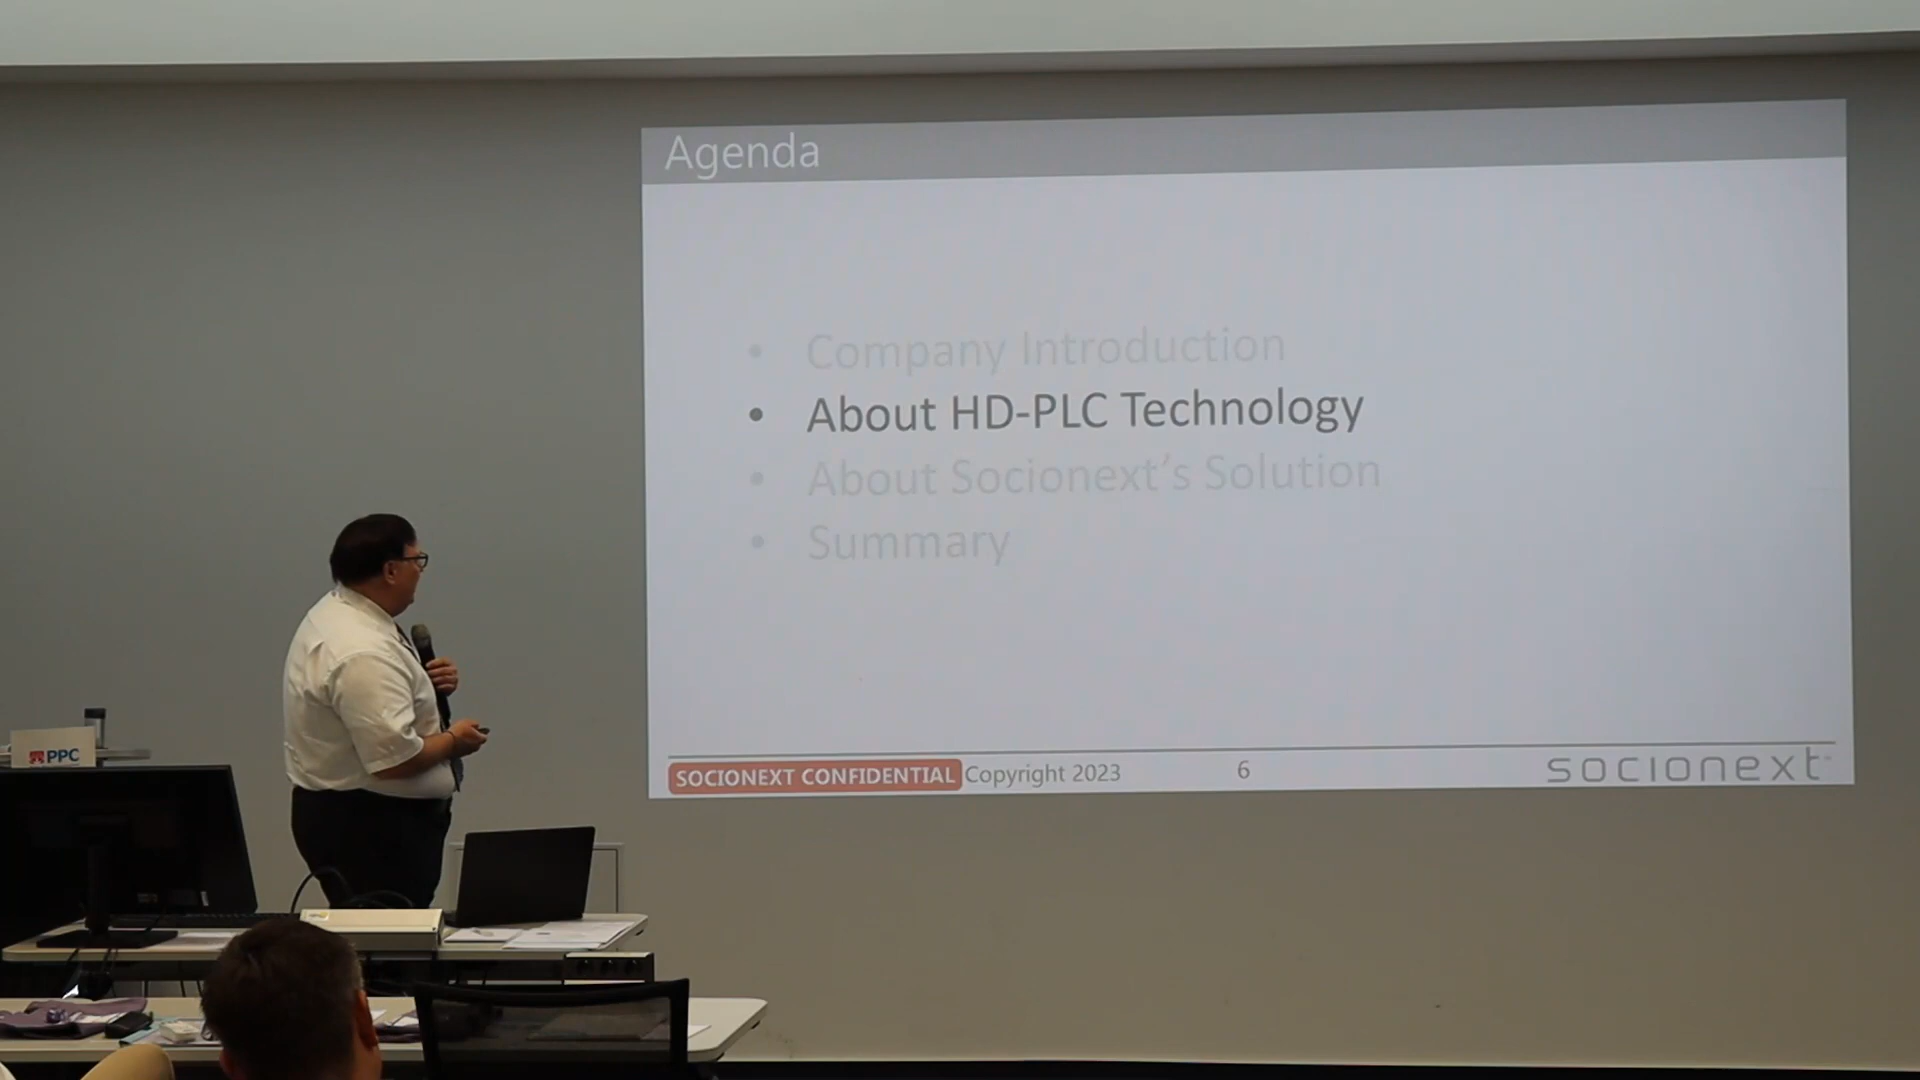 Agenda
• Company Introduction
• About HD-PLC Technology
• About Socionext's Solution
• Summary
SOCIONEXT CONFIDENTIAL Copyright 2023 6 socionext
PPC